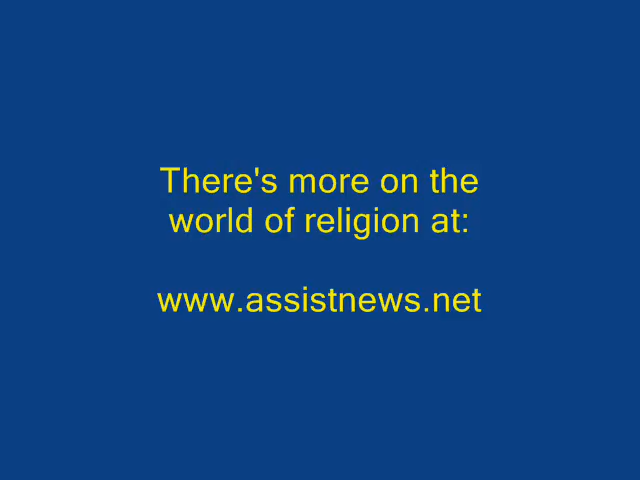 There's more on the
world of religion at:
www.assistnews.net